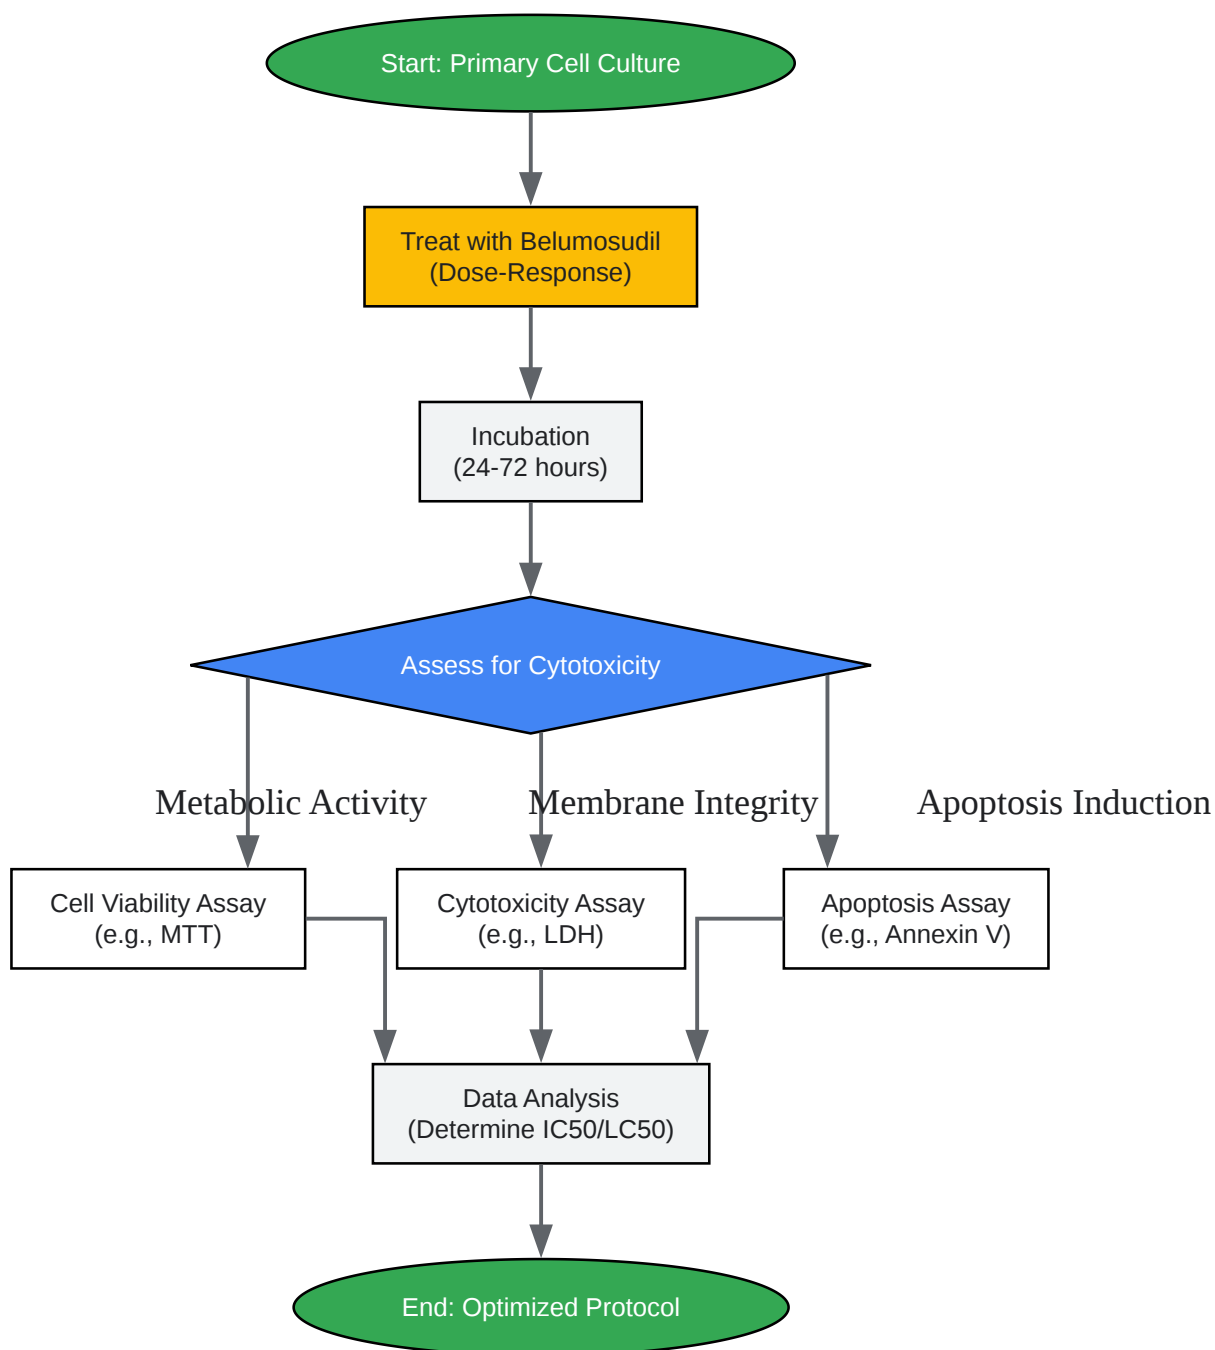 Start: Primary Cell Culture
Treat with Belumosudil
(Dose-Response)
Incubation
(24-72 hours)
Assess for Cytotoxicity
Metabolic Activity
Membrane Integrity
Apoptosis Induction
Cell Viability Assay
(e.g., MTT)
Cytotoxicity Assay
(e.g., LDH)
Apoptosis Assay
(e.g., Annexin V)
Data Analysis
(Determine IC50/LC50)
End: Optimized Protocol